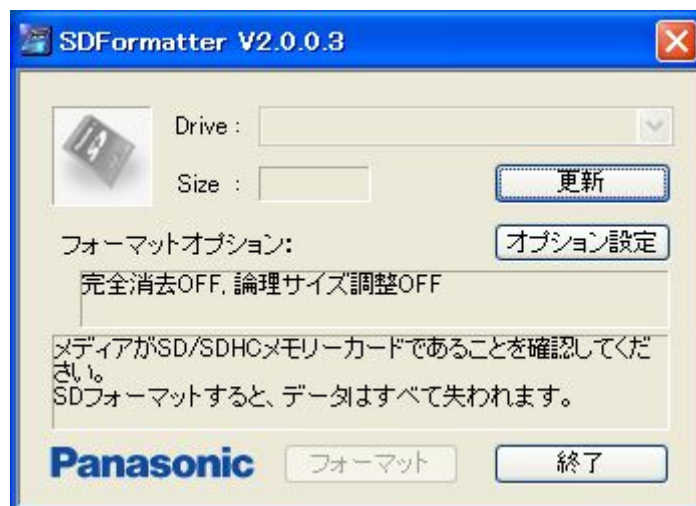 SDFormatter V2.0.0.3
Drive :
Size :
更新
フォーマットオプション:
オプション設定
完全消去OFF, 論理サイズ調整OFF
メディアがSD/SDHCメモリーカードであることを確認してくだ
さい。
SDフォーマットすると、データはすべて失われます。
Panasonic
フォーマット
終了